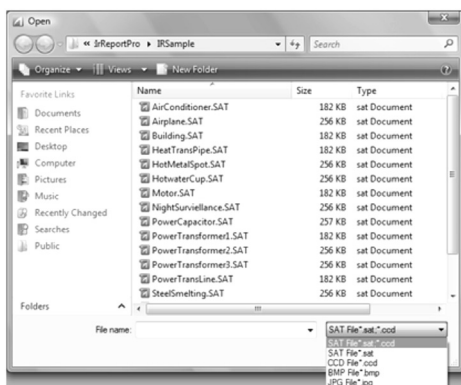 Open
« IrReportPro ▸ IRSample
Search
Organize Views New Folder
Favorite Links
Documents
Recent Places
Desktop
Computer
Pictures
Music
Recently Changed
Searches
Public
Folders
Name Size Type
AirConditioner.SAT 182 KB sat Document
Airplane.SAT 256 KB sat Document
Building.SAT 182 KB sat Document
HeatTransPipe.SAT 182 KB sat Document
HotMetalSpot.SAT 256 KB sat Document
HotwaterCup.SAT 256 KB sat Document
Motor.SAT 182 KB sat Document
NightSurviellance.SAT 256 KB sat Document
PowerCapacitor.SAT 257 KB sat Document
PowerTransformer1.SAT 182 KB sat Document
PowerTransformer2.SAT 256 KB sat Document
PowerTransformer3.SAT 256 KB sat Document
PowerTransLine.SAT 182 KB sat Document
SteelSmelting.SAT 256 KB sat Document
File name:
SAT File*.sat;*.ccd
SAT File*.sat;*.ccd
SAT File*.sat
CCD File*.ccd
BMP File*.bmp
JPG File*.jpg